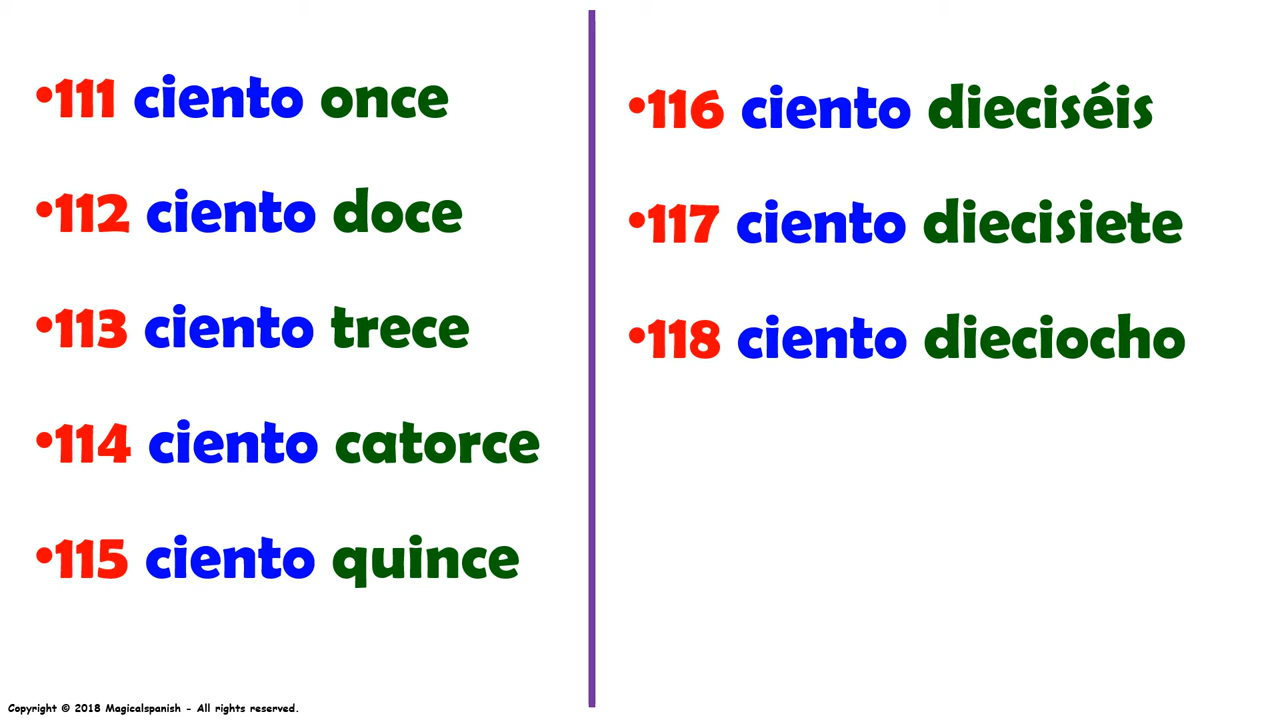 •111 ciento once
•112 ciento doce
•113 ciento trece
•114 ciento catorce
•115 ciento quince
•116 ciento dieciséis
•117 ciento diecisiete
•118 ciento dieciocho
Copyright © 2018 Magicalspanish - All rights reserved.